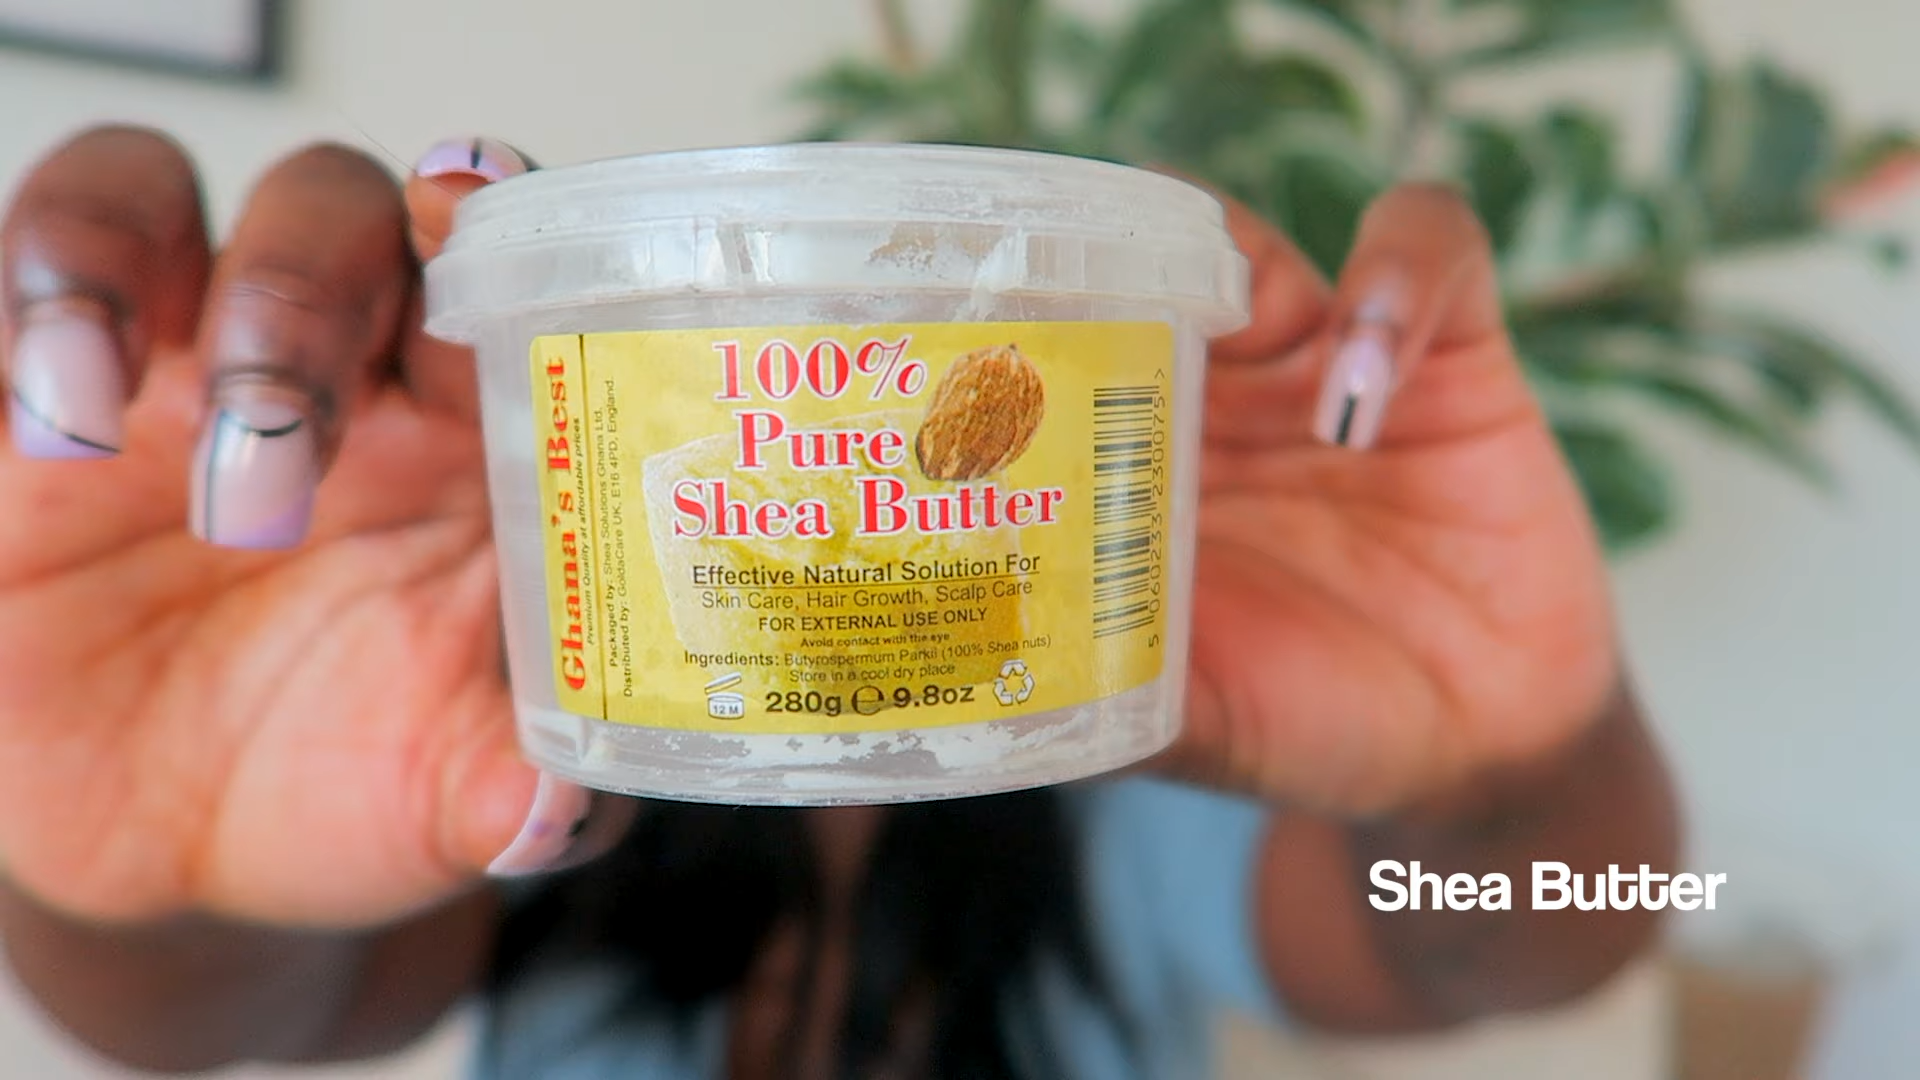 Ghana's Best
Premium Quality at affordable prices
Packaged by: Shea Solutions Ghana Ltd.
Distributed by: GoldaCare UK, E16 4PD, England.
100%
Pure
Shea Butter
Effective Natural Solution For
Skin Care, Hair Growth, Scalp Care
FOR EXTERNAL USE ONLY
Avoid contact with the eye
Ingredients: Butyrospermum Parkii (100% Shea nuts)
Store in a cool dry place
12 M
280g e 9.8oz
5 060233 230075 >
Shea Butter